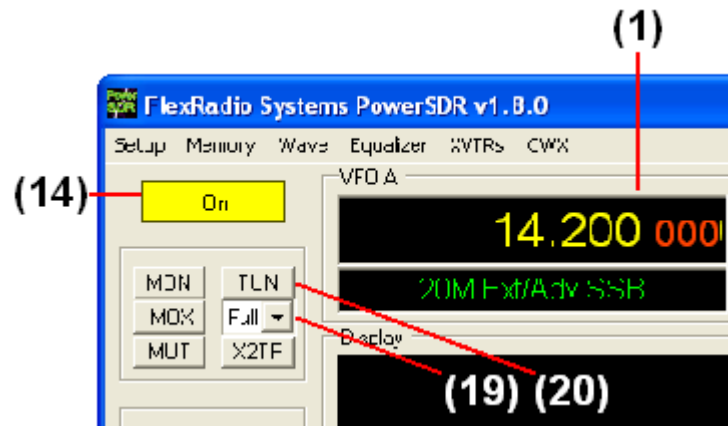 (1)
FlexRadio Systems PowerSDR v1.8.0
Setup Memory Wave Equalizer XVTRs CWX
(14)
On
VFO A
14.200 000
20M Ext/Adv SSB
MON TUN
MOX Full
MUT X2TR
Display
(19) (20)